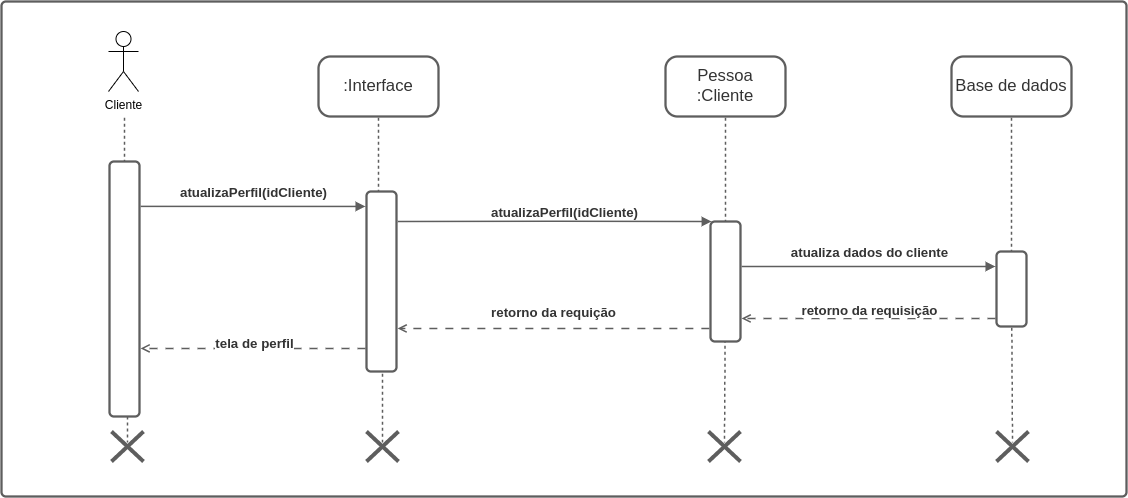 Cliente
:Interface
Pessoa
:Cliente
Base de dados
atualizaPerfil(idCliente)
atualizaPerfil(idCliente)
atualiza dados do cliente
retorno da requisição
retorno da requição
tela de perfil